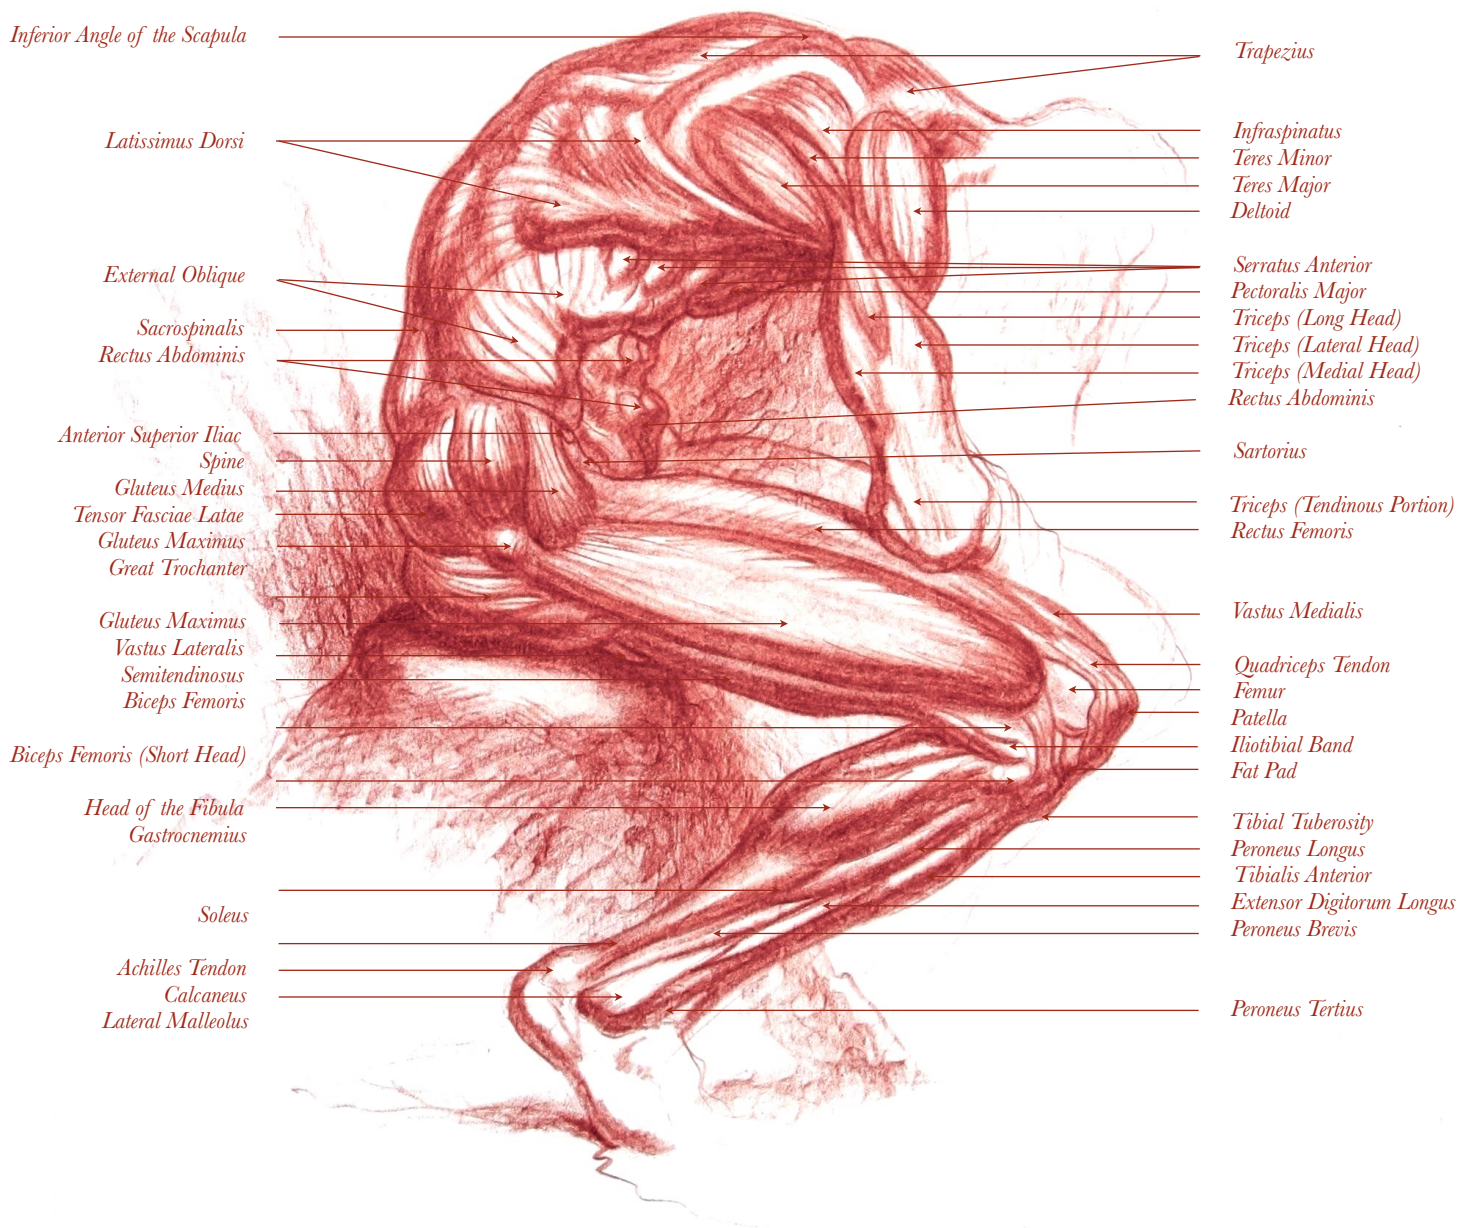 Inferior Angle of the Scapula
Latissimus Dorsi
External Oblique
Sacrospinalis
Rectus Abdominis
Anterior Superior Iliac
Spine
Gluteus Medius
Tensor Fasciae Latae
Gluteus Maximus
Great Trochanter
Gluteus Maximus
Vastus Lateralis
Semitendinosus
Biceps Femoris
Biceps Femoris (Short Head)
Head of the Fibula
Gastrocnemius
Soleus
Achilles Tendon
Calcaneus
Lateral Malleolus
Trapezius
Infraspinatus
Teres Minor
Teres Major
Deltoid
Serratus Anterior
Pectoralis Major
Triceps (Long Head)
Triceps (Lateral Head)
Triceps (Medial Head)
Rectus Abdominis
Sartorius
Triceps (Tendinous Portion)
Rectus Femoris
Vastus Medialis
Quadriceps Tendon
Femur
Patella
Iliotibial Band
Fat Pad
Tibial Tuberosity
Peroneus Longus
Tibialis Anterior
Extensor Digitorum Longus
Peroneus Brevis
Peroneus Tertius